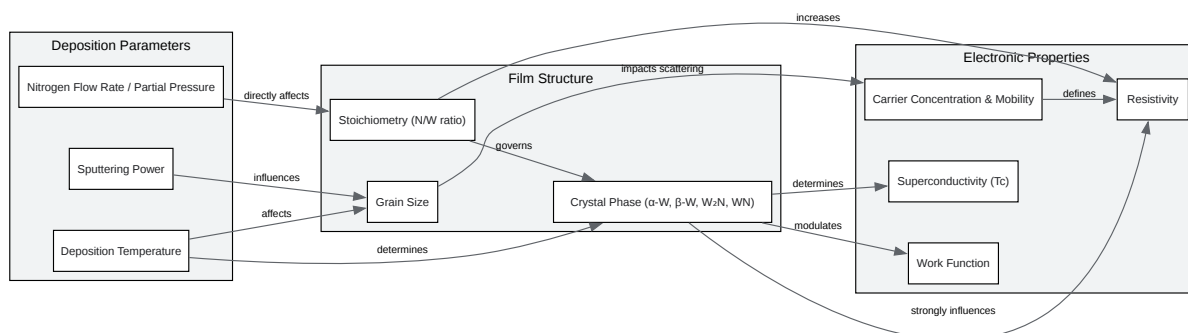 Deposition Parameters
Nitrogen Flow Rate / Partial Pressure
Sputtering Power
Deposition Temperature
directly affects
influences
affects
determines
Film Structure
Stoichiometry (N/W ratio)
governs
Grain Size
Crystal Phase (α-W, β-W, W₂N, WN)
increases
impacts scattering
determines
modulates
strongly influences
Electronic Properties
Carrier Concentration & Mobility
defines
Resistivity
Superconductivity (Tc)
Work Function